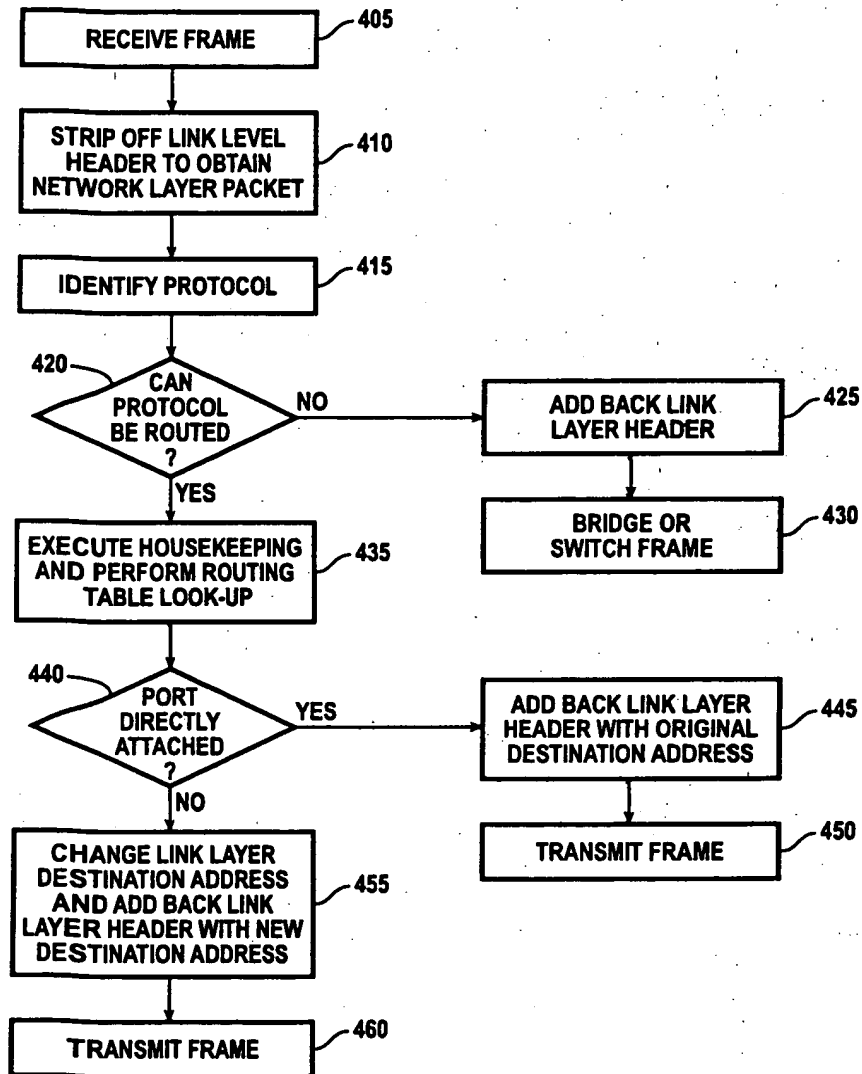 RECEIVE FRAME
405
STRIP OFF LINK LEVEL
HEADER TO OBTAIN
NETWORK LAYER PACKET
410
IDENTIFY PROTOCOL
415
420
CAN
PROTOCOL
BE ROUTED
?
NO
YES
ADD BACK LINK
LAYER HEADER
425
BRIDGE OR
SWITCH FRAME
430
EXECUTE HOUSEKEEPING
AND PERFORM ROUTING
TABLE LOOK-UP
435
440
PORT
DIRECTLY
ATTACHED
?
YES
NO
ADD BACK LINK LAYER
HEADER WITH ORIGINAL
DESTINATION ADDRESS
445
TRANSMIT FRAME
450
CHANGE LINK LAYER
DESTINATION ADDRESS
AND ADD BACK LINK
LAYER HEADER WITH NEW
DESTINATION ADDRESS
455
TRANSMIT FRAME
460